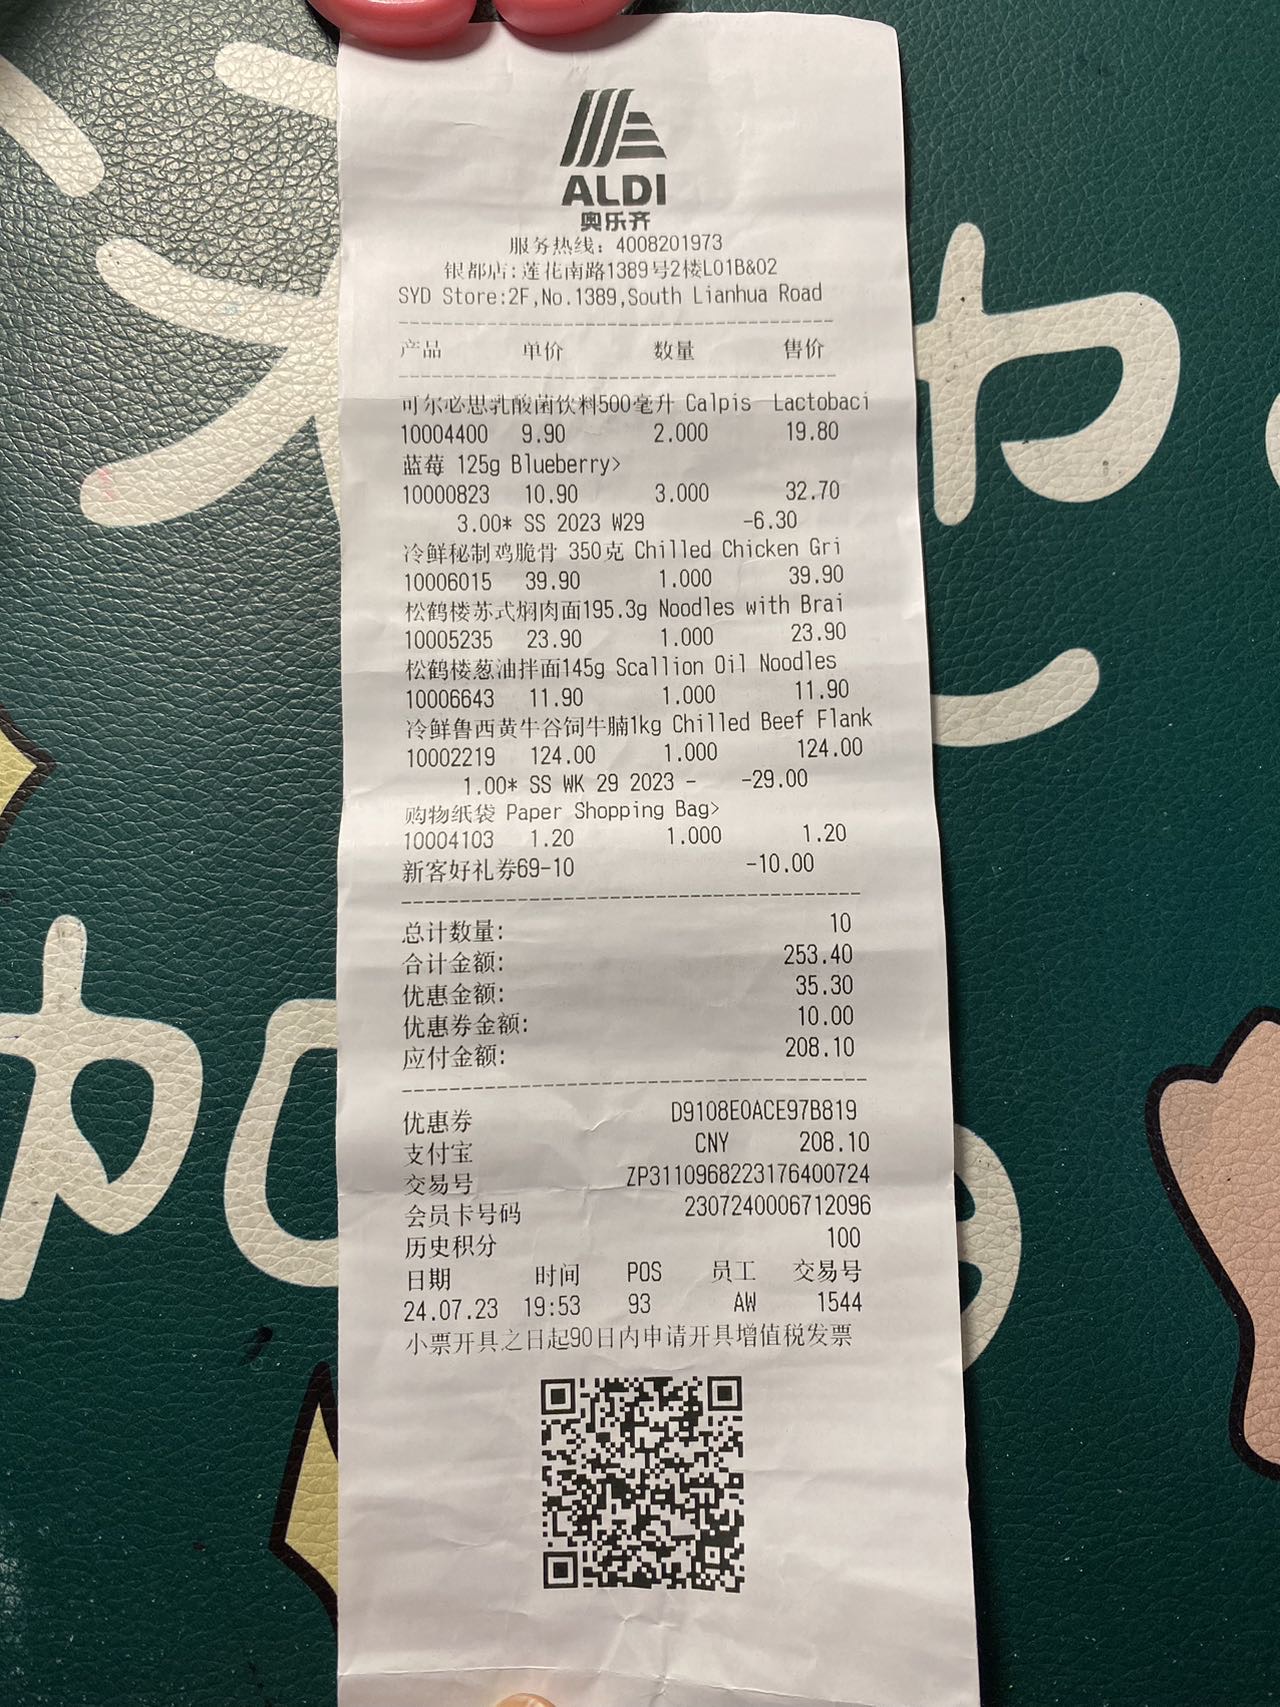 ALDI
奥乐齐
服务热线: 4008201973
银都店:莲花南路1389号2楼L01B&02
SYD Store:2F,No.1389,South Lianhua Road
产品 单价 数量 售价
可尔必思乳酸菌饮料500毫升 Calpis Lactobaci
10004400 9.90 2.000 19.80
蓝莓 125g Blueberry>
10000823 10.90 3.000 32.70
3.00* SS 2023 W29 -6.30
冷鲜秘制鸡脆骨 350克 Chilled Chicken Gri
10006015 39.90 1.000 39.90
松鹤楼苏式焖肉面195.3g Noodles with Brai
10005235 23.90 1.000 23.90
松鹤楼葱油拌面145g Scallion Oil Noodles
10006643 11.90 1.000 11.90
冷鲜鲁西黄牛谷饲牛腩1kg Chilled Beef Flank
10002219 124.00 1.000 124.00
1.00* SS WK 29 2023 - -29.00
购物纸袋 Paper Shopping Bag>
10004103 1.20 1.000 1.20
新客好礼券69-10 -10.00
总计数量: 10
合计金额: 253.40
优惠金额: 35.30
优惠券金额: 10.00
应付金额: 208.10
优惠券 D9108E0ACE97B819
支付宝 CNY 208.10
交易号 ZP3110968223176400724
会员卡号码 2307240006712096
历史积分 100
日期 时间 POS 员工 交易号
24.07.23 19:53 93 AW 1544
小票开具之日起90日内申请开具增值税发票